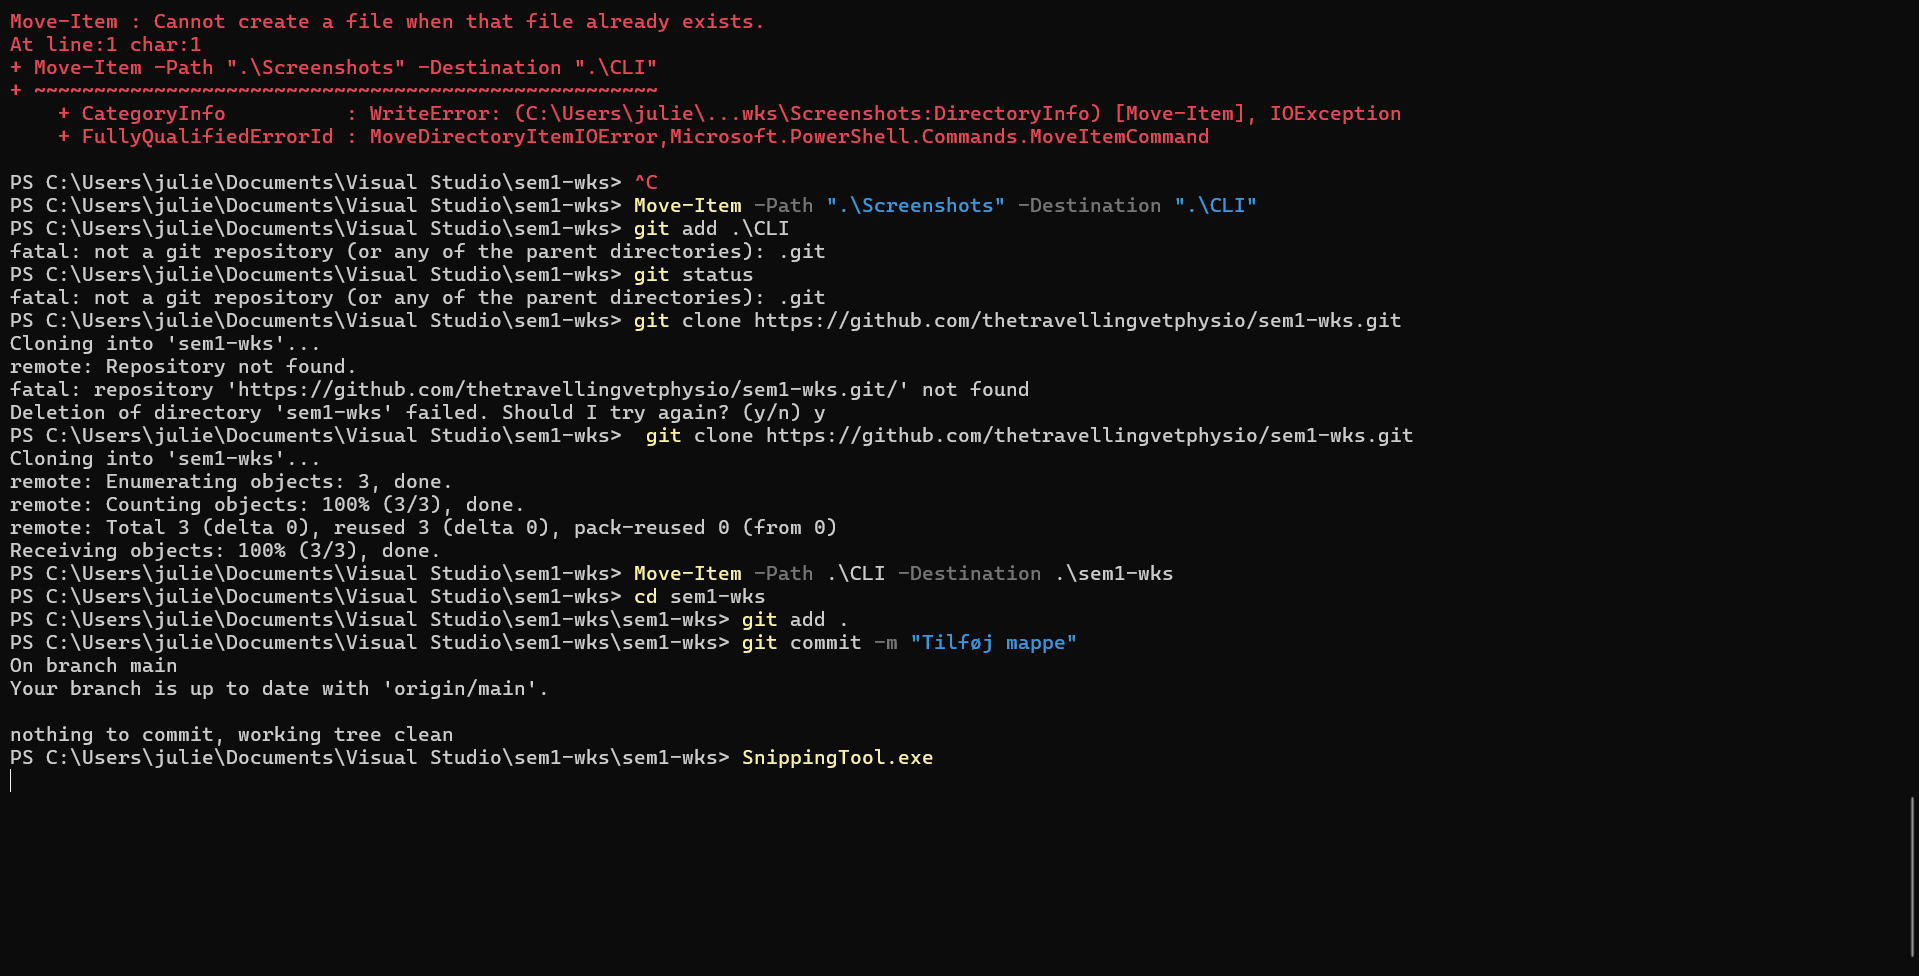 Move-Item : Cannot create a file when that file already exists.
At line:1 char:1
+ Move-Item -Path ".\Screenshots" -Destination ".\CLI"
+ ~~~~~~~~~~~~~~~~~~~~~~~~~~~~~~~~~~~~~~~~~~~~~~~~~~~~
    + CategoryInfo          : WriteError: (C:\Users\julie\...wks\Screenshots:DirectoryInfo) [Move-Item], IOException
    + FullyQualifiedErrorId : MoveDirectoryItemIOError,Microsoft.PowerShell.Commands.MoveItemCommand

PS C:\Users\julie\Documents\Visual Studio\sem1-wks> ^C
PS C:\Users\julie\Documents\Visual Studio\sem1-wks> Move-Item -Path ".\Screenshots" -Destination ".\CLI"
PS C:\Users\julie\Documents\Visual Studio\sem1-wks> git add .\CLI
fatal: not a git repository (or any of the parent directories): .git
PS C:\Users\julie\Documents\Visual Studio\sem1-wks> git status
fatal: not a git repository (or any of the parent directories): .git
PS C:\Users\julie\Documents\Visual Studio\sem1-wks> git clone https://github.com/thetravellingvetphysio/sem1-wks.git
Cloning into 'sem1-wks'...
remote: Repository not found.
fatal: repository 'https://github.com/thetravellingvetphysio/sem1-wks.git/' not found
Deletion of directory 'sem1-wks' failed. Should I try again? (y/n) y
PS C:\Users\julie\Documents\Visual Studio\sem1-wks>  git clone https://github.com/thetravellingvetphysio/sem1-wks.git
Cloning into 'sem1-wks'...
remote: Enumerating objects: 3, done.
remote: Counting objects: 100% (3/3), done.
remote: Total 3 (delta 0), reused 3 (delta 0), pack-reused 0 (from 0)
Receiving objects: 100% (3/3), done.
PS C:\Users\julie\Documents\Visual Studio\sem1-wks> Move-Item -Path .\CLI -Destination .\sem1-wks
PS C:\Users\julie\Documents\Visual Studio\sem1-wks> cd sem1-wks
PS C:\Users\julie\Documents\Visual Studio\sem1-wks\sem1-wks> git add .
PS C:\Users\julie\Documents\Visual Studio\sem1-wks\sem1-wks> git commit -m "Tilføj mappe"
On branch main
Your branch is up to date with 'origin/main'.

nothing to commit, working tree clean
PS C:\Users\julie\Documents\Visual Studio\sem1-wks\sem1-wks> SnippingTool.exe